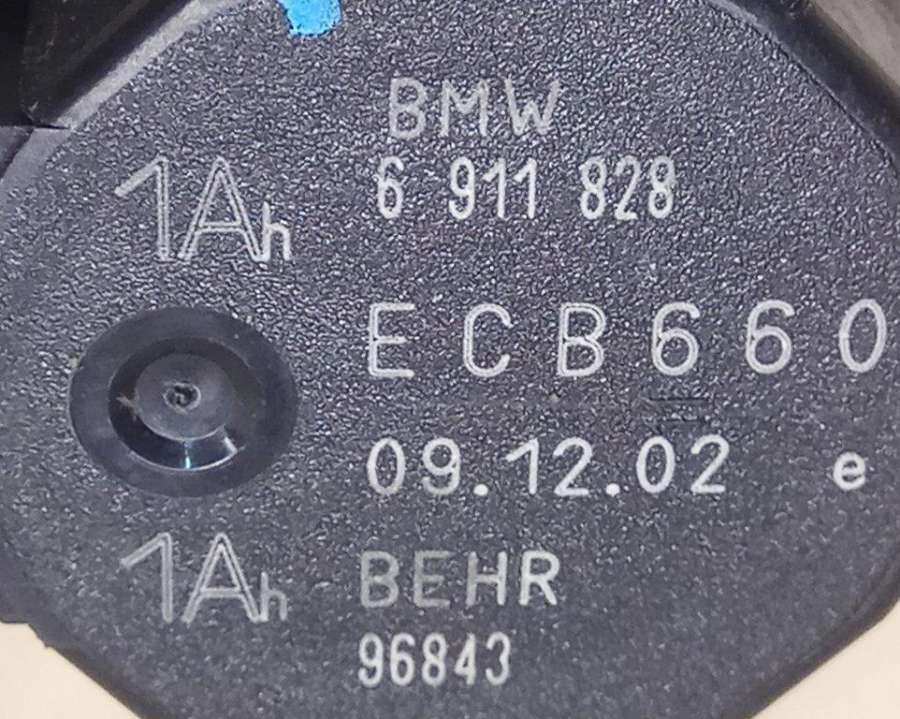 BMW
1Ah 6 911 828
ECB660
09.12.02 e
1Ah BEHR
96843